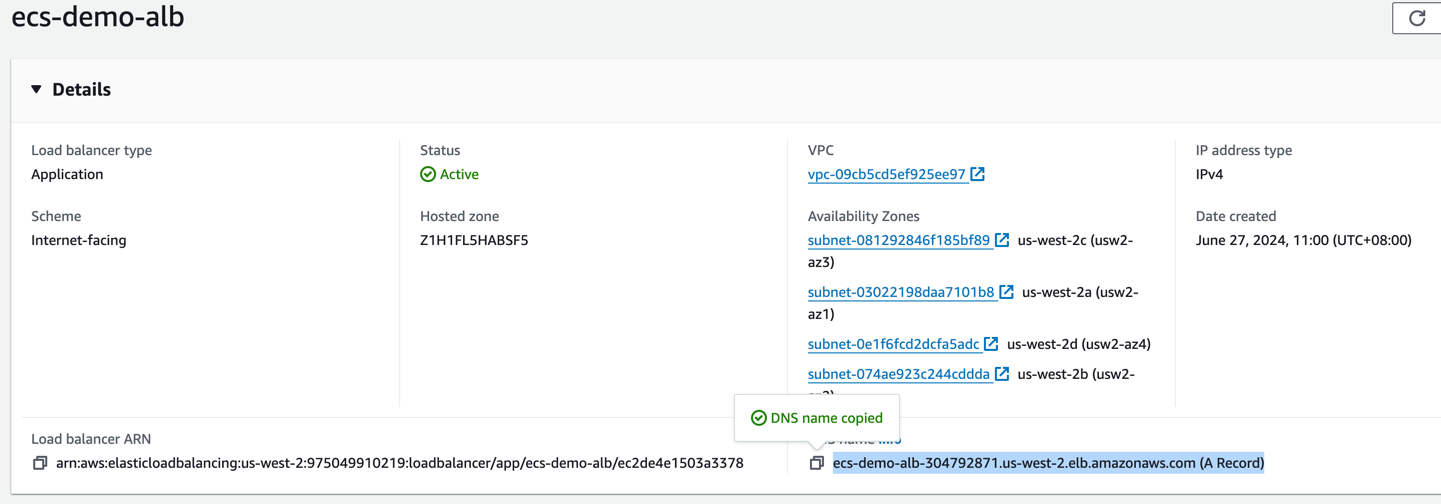 ecs-demo-alb
Details
Load balancer type
Application
Status
Active
VPC
vpc-09cb5cd5ef925ee97
IP address type
IPv4
Scheme
Internet-facing
Hosted zone
Z1H1FL5HABSF5
Availability Zones
subnet-081292846f185bf89 us-west-2c (usw2-
az3)
subnet-03022198daa7101b8 us-west-2a (usw2-
az1)
subnet-0e1f6fcd2dcfa5adc us-west-2d (usw2-az4)
subnet-074ae923c244cddda us-west-2b (usw2-
Date created
June 27, 2024, 11:00 (UTC+08:00)
DNS name copied
Load balancer ARN
arn:aws:elasticloadbalancing:us-west-2:975049910219:loadbalancer/app/ecs-demo-alb/ec2de4e1503a3378
ecs-demo-alb-304792871.us-west-2.elb.amazonaws.com (A Record)